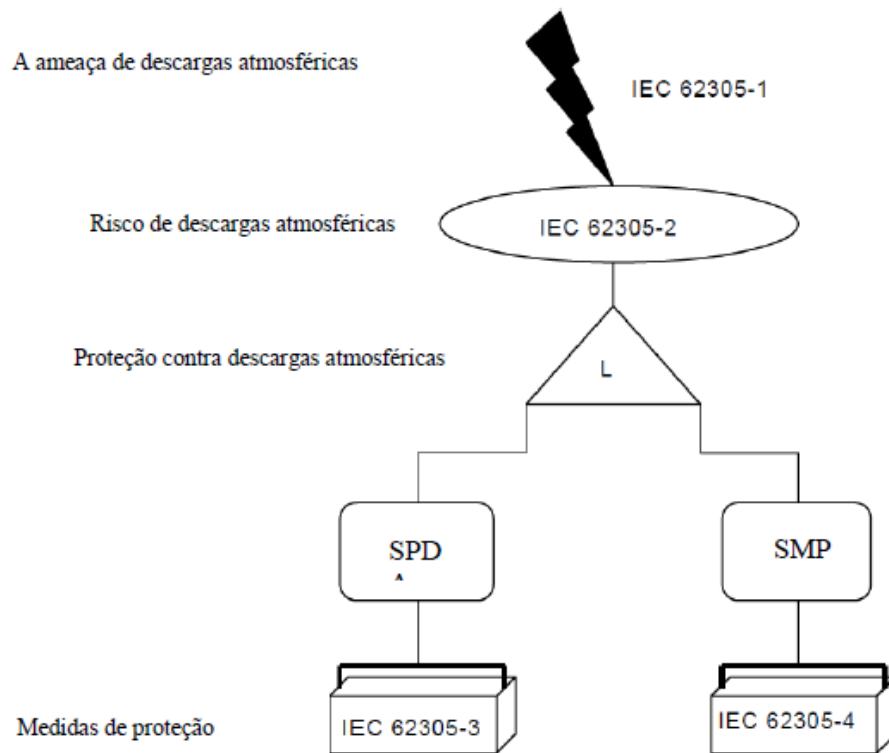 A ameaça de descargas atmosféricas
IEC 62305-1
Risco de descargas atmosféricas
IEC 62305-2
Proteção contra descargas atmosféricas
L
SPD
SMP
Medidas de proteção
IEC 62305-3
IEC 62305-4